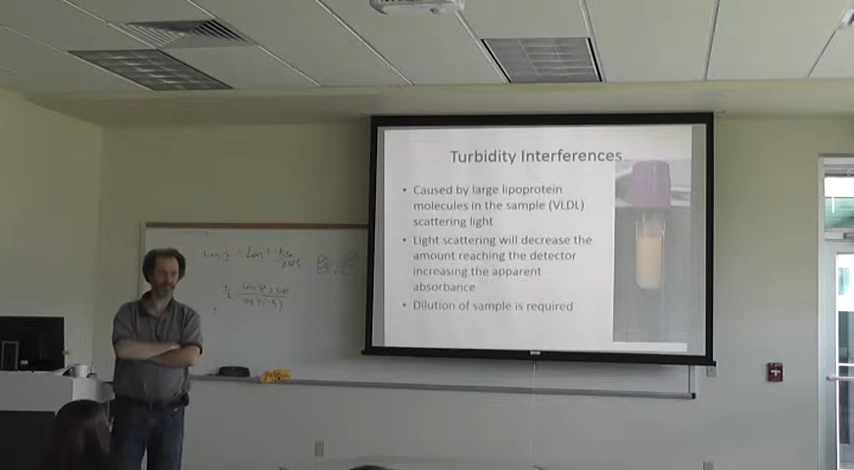 Turbidity Interferences
• Caused by large lipoprotein
molecules in the sample (VLDL)
scattering light
• Light scattering will decrease the
amount reaching the detector
increasing the apparent
absorbance
• Dilution of sample is required